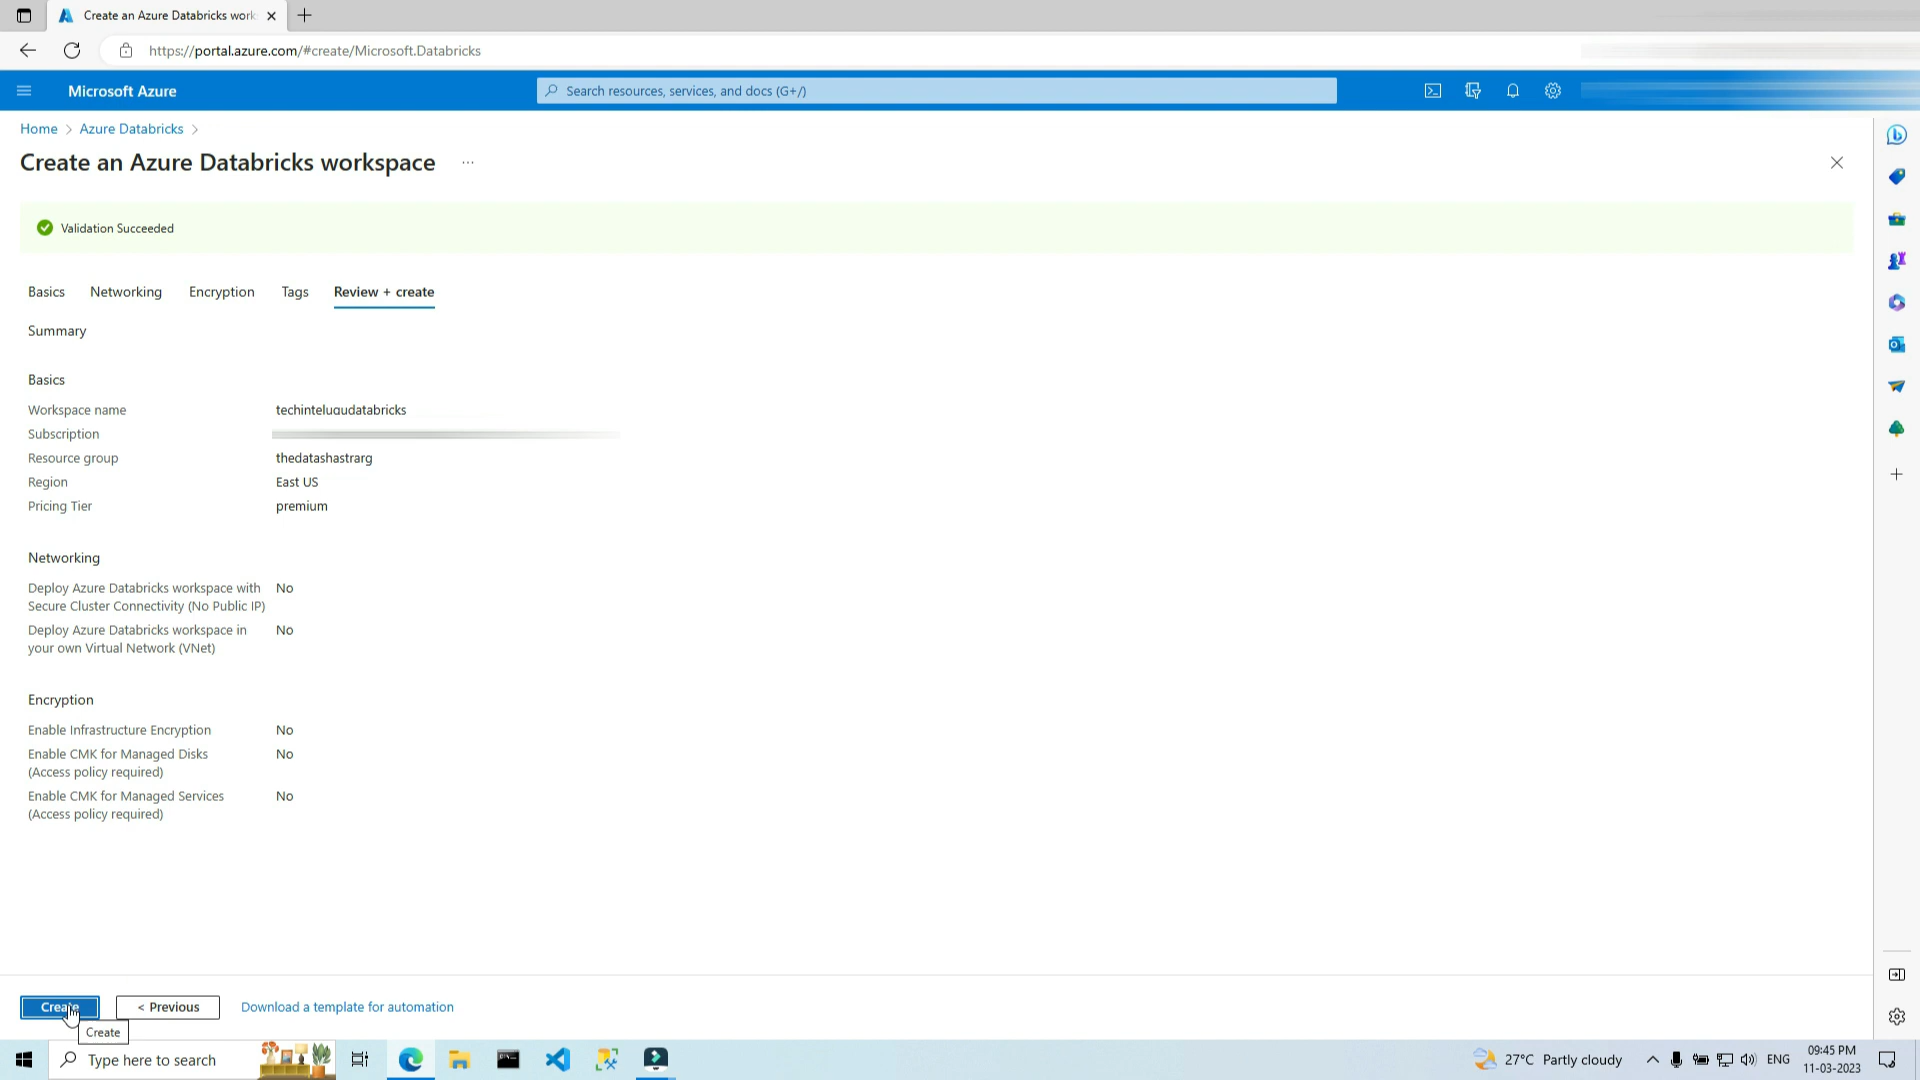 Create an Azure Databricks work
https://portal.azure.com/#create/Microsoft.Databricks
Microsoft Azure
Search resources, services, and docs (G+/)
Home > Azure Databricks >
Create an Azure Databricks workspace ...
Validation Succeeded
Basics Networking Encryption Tags Review + create
Summary
Basics
Workspace name techinteluqudatabricks
Subscription
Resource group thedatashastrarg
Region East US
Pricing Tier premium
Networking
Deploy Azure Databricks workspace with No
Secure Cluster Connectivity (No Public IP)
Deploy Azure Databricks workspace in No
your own Virtual Network (VNet)
Encryption
Enable Infrastructure Encryption No
Enable CMK for Managed Disks No
(Access policy required)
Enable CMK for Managed Services No
(Access policy required)
Create < Previous Download a template for automation
Create
Type here to search
27°C Partly cloudy
ENG
09:45 PM
11-03-2023